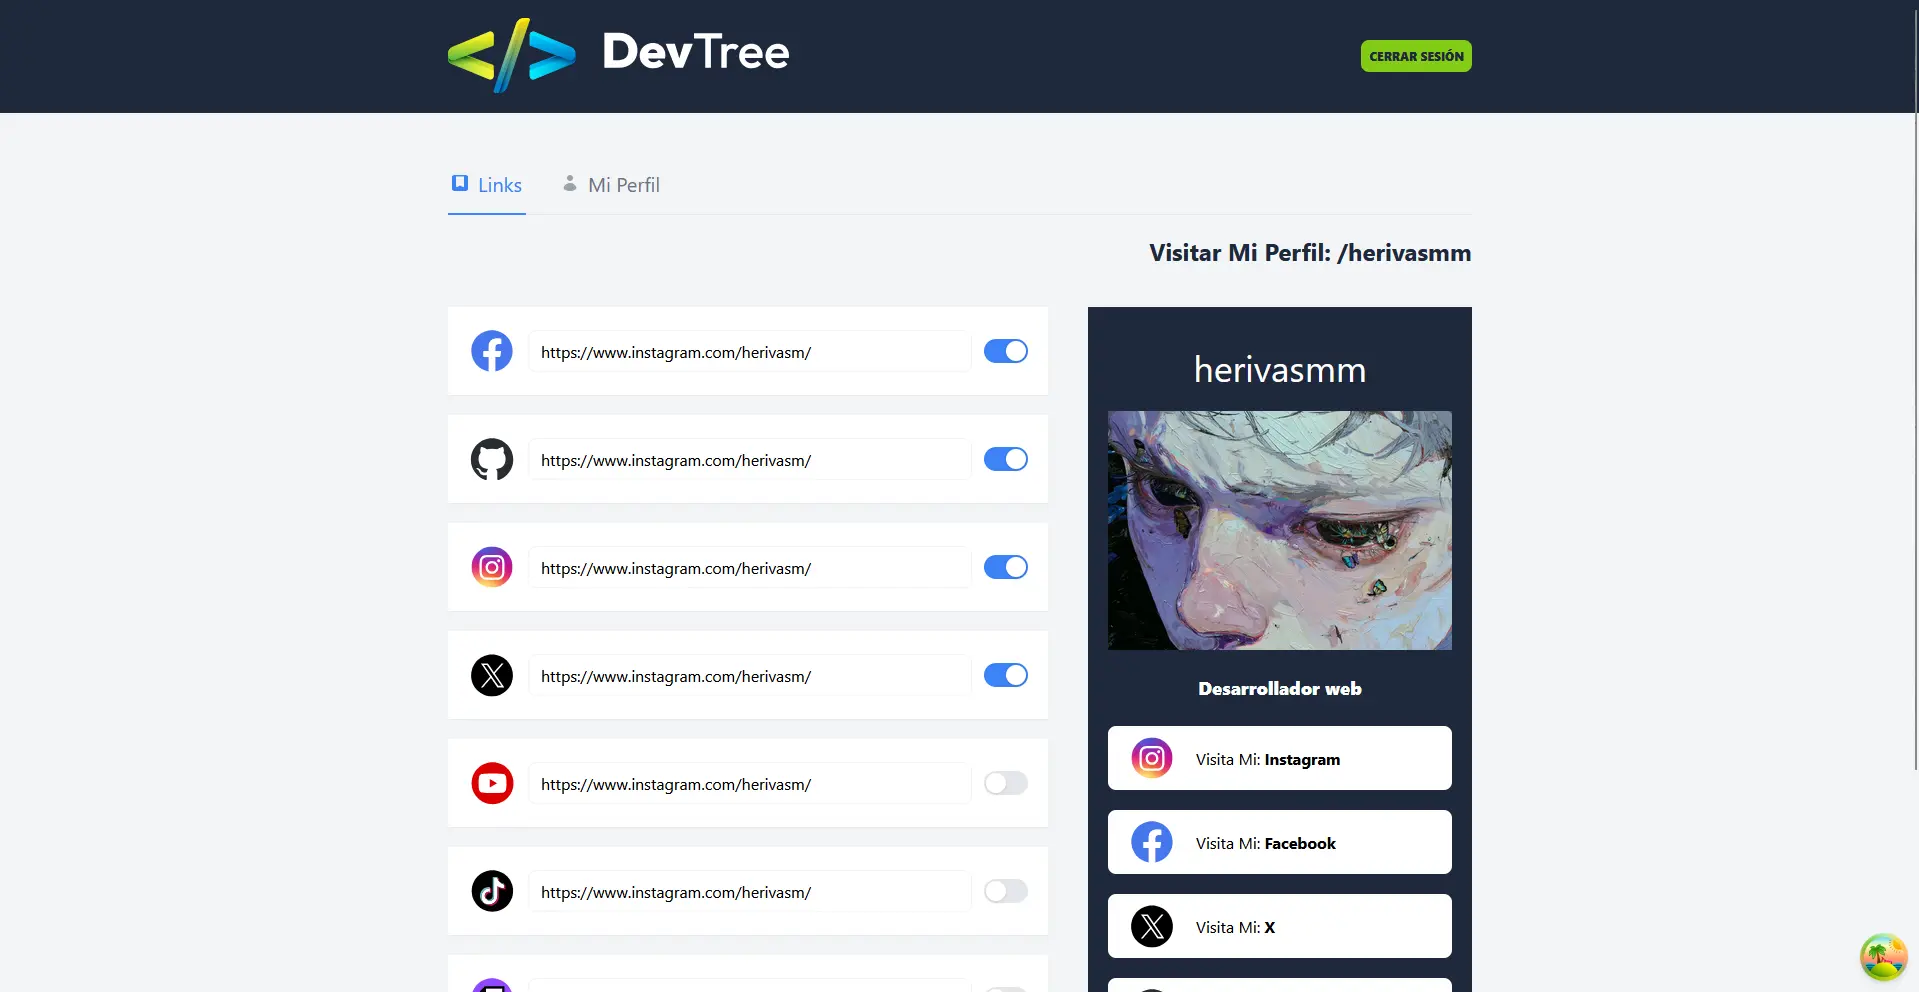 DevTree
CERRAR SESIÓN
Links
Mi Perfil
Visitar Mi Perfil: /herivasmm
https://www.instagram.com/herivasm/
https://www.instagram.com/herivasm/
https://www.instagram.com/herivasm/
https://www.instagram.com/herivasm/
https://www.instagram.com/herivasm/
https://www.instagram.com/herivasm/
herivasmm
Desarrollador web
Visita Mi: Instagram
Visita Mi: Facebook
Visita Mi: X